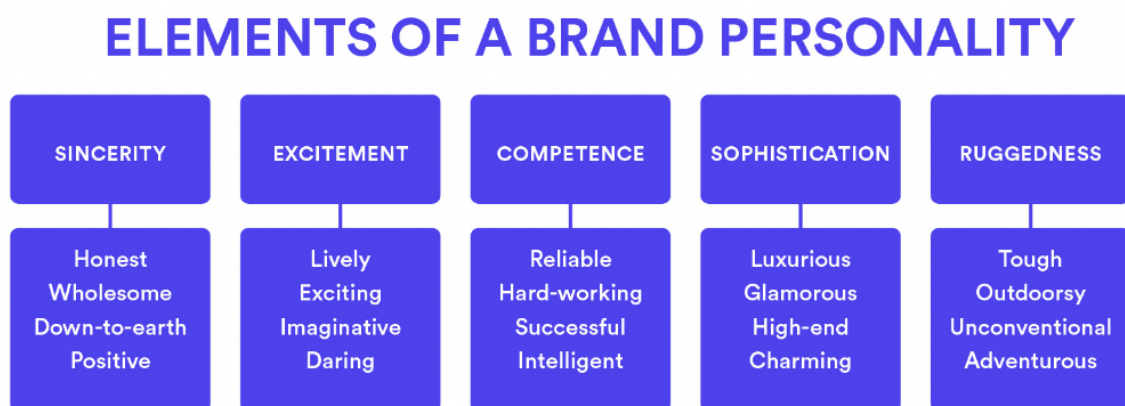 ELEMENTS OF A BRAND PERSONALITY
SINCERITY
Honest
Wholesome
Down-to-earth
Positive
EXCITEMENT
Lively
Exciting
Imaginative
Daring
COMPETENCE
Reliable
Hard-working
Successful
Intelligent
SOPHISTICATION
Luxurious
Glamorous
High-end
Charming
RUGGEDNESS
Tough
Outdoorsy
Unconventional
Adventurous